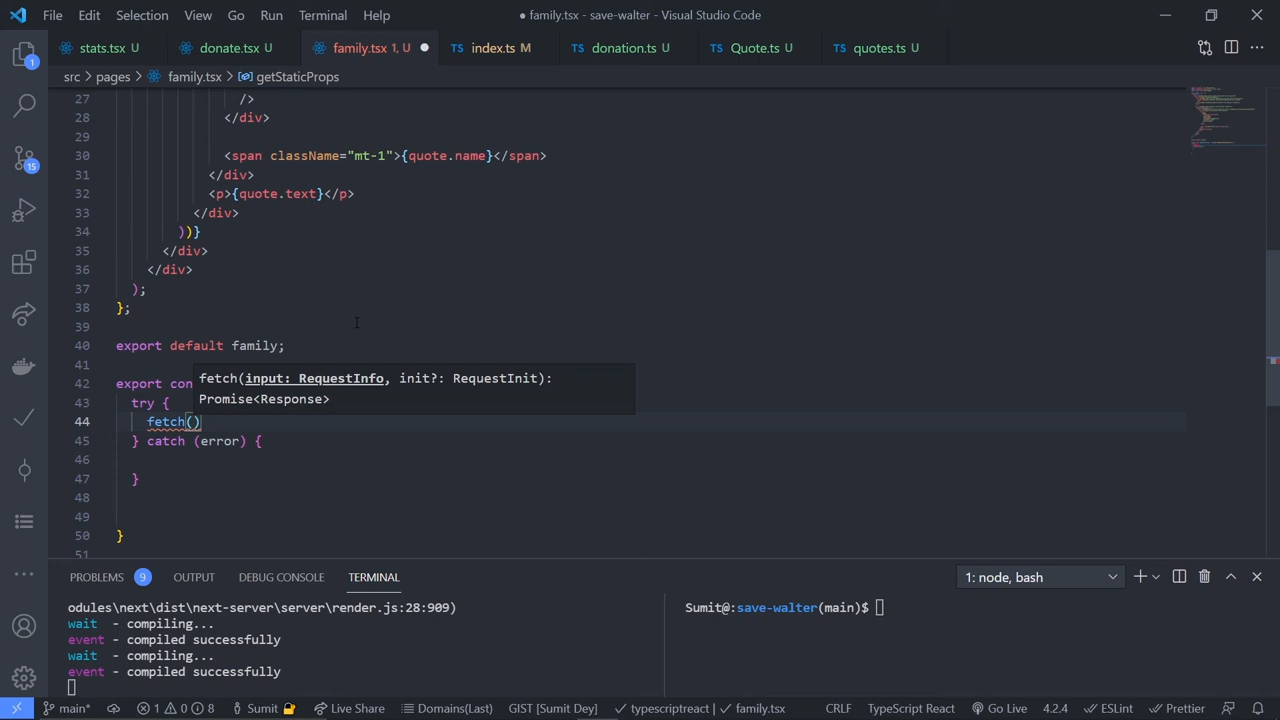 File Edit Selection View Go Run Terminal Help ● family.tsx - save-walter - Visual Studio Code
stats.tsx U donate.tsx U family.tsx 1, U TS index.ts M TS donation.ts U TS Quote.ts U TS quotes.ts U
src > pages > family.tsx > getStaticProps
27 />
28 </div>
29
30 <span className="mt-1">{quote.name}</span>
31 </div>
32 <p>{quote.text}</p>
33 </div>
34 ))}
35 </div>
36 </div>
37 );
38 };
39
40 export default family;
41
fetch(input: RequestInfo, init?: RequestInit):
42 export con
Promise<Response>
43 try {
44 fetch()
45 } catch (error) {
46
47 }
48
49
50 }
51
1
15
PROBLEMS 9 OUTPUT DEBUG CONSOLE TERMINAL 1: node, bash
odules\next\dist\next-server\server\render.js:28:909)
wait - compiling...
event - compiled successfully
wait - compiling...
event - compiled successfully
Sumit@:save-walter(main)$
main* 1 0 8 Sumit Live Share Domains(Last) GIST [Sumit Dey] typescriptreact | family.tsx CRLF TypeScript React Go Live 4.2.4 ESLint Prettier